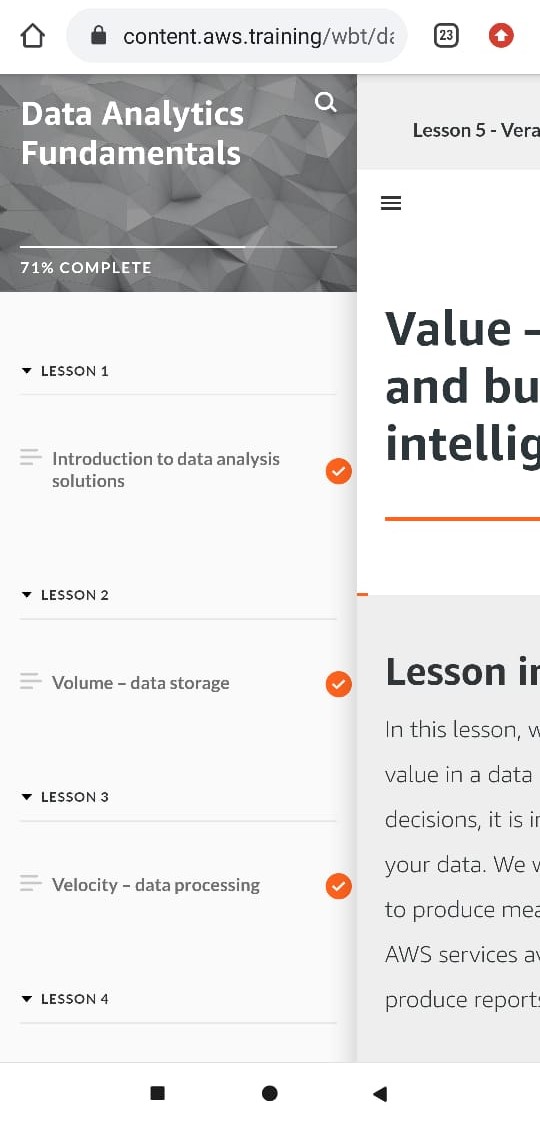 content.aws.training/wbt/da
23
Data Analytics
Fundamentals
71% COMPLETE
LESSON 1
Introduction to data analysis
solutions
LESSON 2
Volume – data storage
LESSON 3
Velocity – data processing
LESSON 4
Lesson 5 - Vera
Value –
and bu
intellig
Lesson in
In this lesson, w
value in a data
decisions, it is in
your data. We w
to produce mea
AWS services av
produce reports